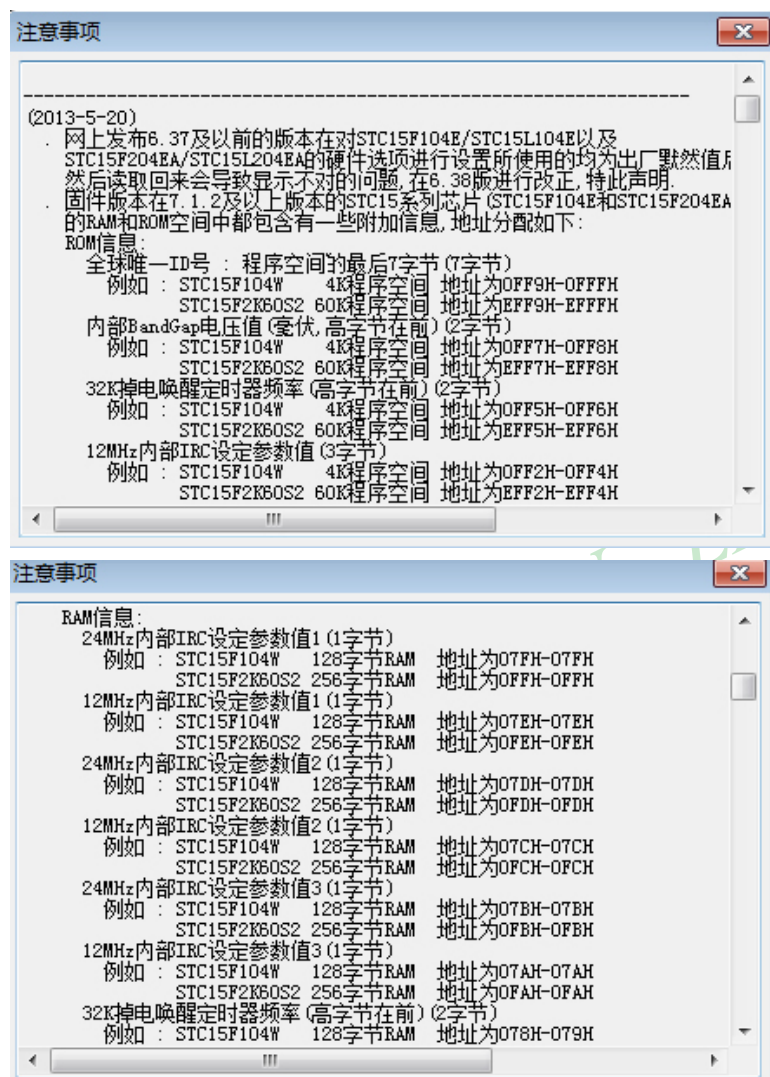 注意事项
----------------------------------------------------------------
(2013-5-20)
. 网上发布6.37及以前的版本在对STC15F104E/STC15L104E以及
STC15F204EA/STC15L204EA的硬件选项进行设置所使用的均为出厂默然值后
然后读取回来会导致显示不对的问题,在6.38版进行改正,特此声明.
. 固件版本在7.1.2及以上版本的STC15系列芯片(STC15F104E和STC15F204EA
的RAM和ROM空间中都包含有一些附加信息,地址分配如下:
ROM信息:
全球唯一ID号 : 程序空间的最后7字节(7字节)
例如 : STC15F104W 4K程序空间 地址为0FF9H-0FFFH
STC15F2K60S2 60K程序空间 地址为EFF9H-EFFFH
内部BandGap电压值(毫伏,高字节在前)(2字节)
例如 : STC15F104W 4K程序空间 地址为0FF7H-0FF8H
STC15F2K60S2 60K程序空间 地址为EFF7H-EFF8H
32K掉电唤醒定时器频率(高字节在前)(2字节)
例如 : STC15F104W 4K程序空间 地址为0FF5H-0FF6H
STC15F2K60S2 60K程序空间 地址为EFF5H-EFF6H
12MHz内部IRC设定参数值(3字节)
例如 : STC15F104W 4K程序空间 地址为0FF2H-0FF4H
STC15F2K60S2 60K程序空间 地址为EFF2H-EFF4H
注意事项
RAM信息:
24MHz内部IRC设定参数值1(1字节)
例如 : STC15F104W 128字节RAM 地址为07FH-07FH
STC15F2K60S2 256字节RAM 地址为0FFH-0FFH
12MHz内部IRC设定参数值1(1字节)
例如 : STC15F104W 128字节RAM 地址为07EH-07EH
STC15F2K60S2 256字节RAM 地址为0FEH-0FEH
24MHz内部IRC设定参数值2(1字节)
例如 : STC15F104W 128字节RAM 地址为07DH-07DH
STC15F2K60S2 256字节RAM 地址为0FDH-0FDH
12MHz内部IRC设定参数值2(1字节)
例如 : STC15F104W 128字节RAM 地址为07CH-07CH
STC15F2K60S2 256字节RAM 地址为0FCH-0FCH
24MHz内部IRC设定参数值3(1字节)
例如 : STC15F104W 128字节RAM 地址为07BH-07BH
STC15F2K60S2 256字节RAM 地址为0FBH-0FBH
12MHz内部IRC设定参数值3(1字节)
例如 : STC15F104W 128字节RAM 地址为07AH-07AH
STC15F2K60S2 256字节RAM 地址为0FAH-0FAH
32K掉电唤醒定时器频率(高字节在前)(2字节)
例如 : STC15F104W 128字节RAM 地址为078H-079H